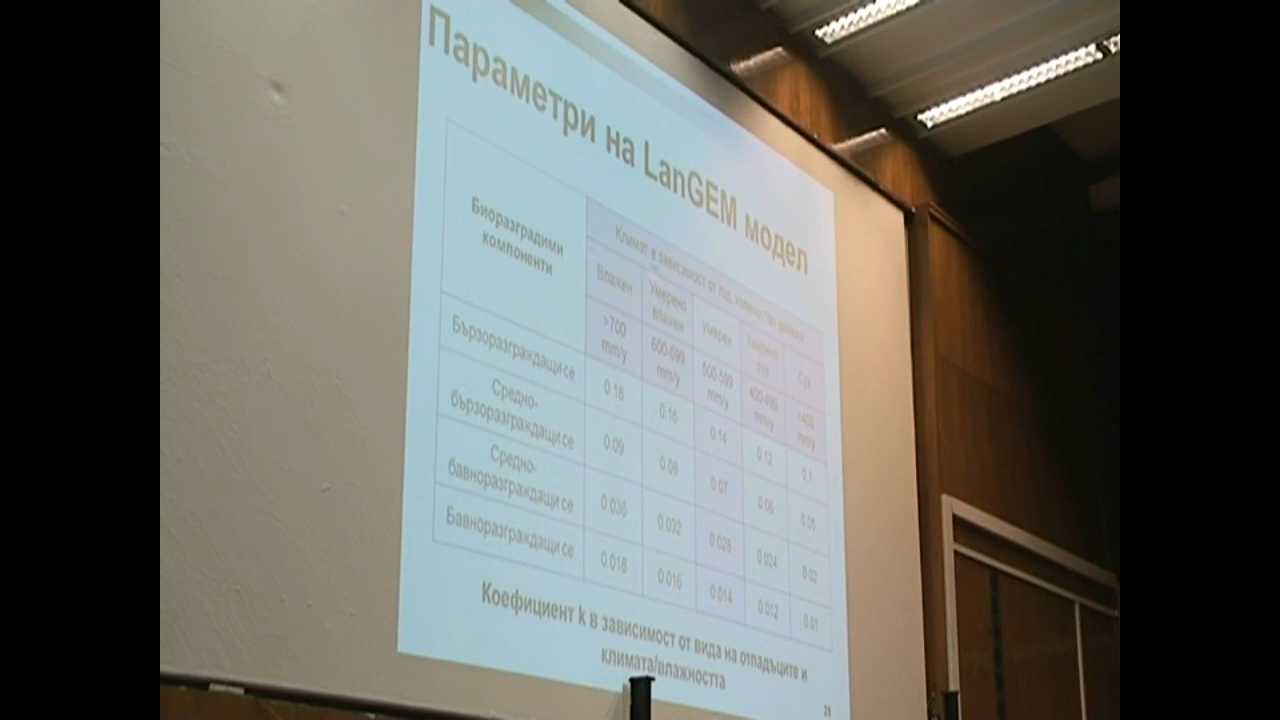 Параметри на LanGEM модел
Биоразградими
компоненти
Климат в зависимост от год. количество валежи
Влажен
Умерено
влажен
Умерен
Умерено
сух
Сух
>700
mm/y
600-699
mm/y
500-599
mm/y
400-499
mm/y
<400
mm/y
Бързоразграждащи се
0.18
0.16
0.14
0.12
0.1
Средно-
бързоразграждащи се
0.09
0.08
0.07
0.06
0.05
Средно-
бавноразграждащи се
0.036
0.032
0.028
0.024
0.02
Бавноразграждащи се
0.018
0.016
0.014
0.012
0.01
Коефициент k в зависимост от вида на отпадъците и
климата/влажността